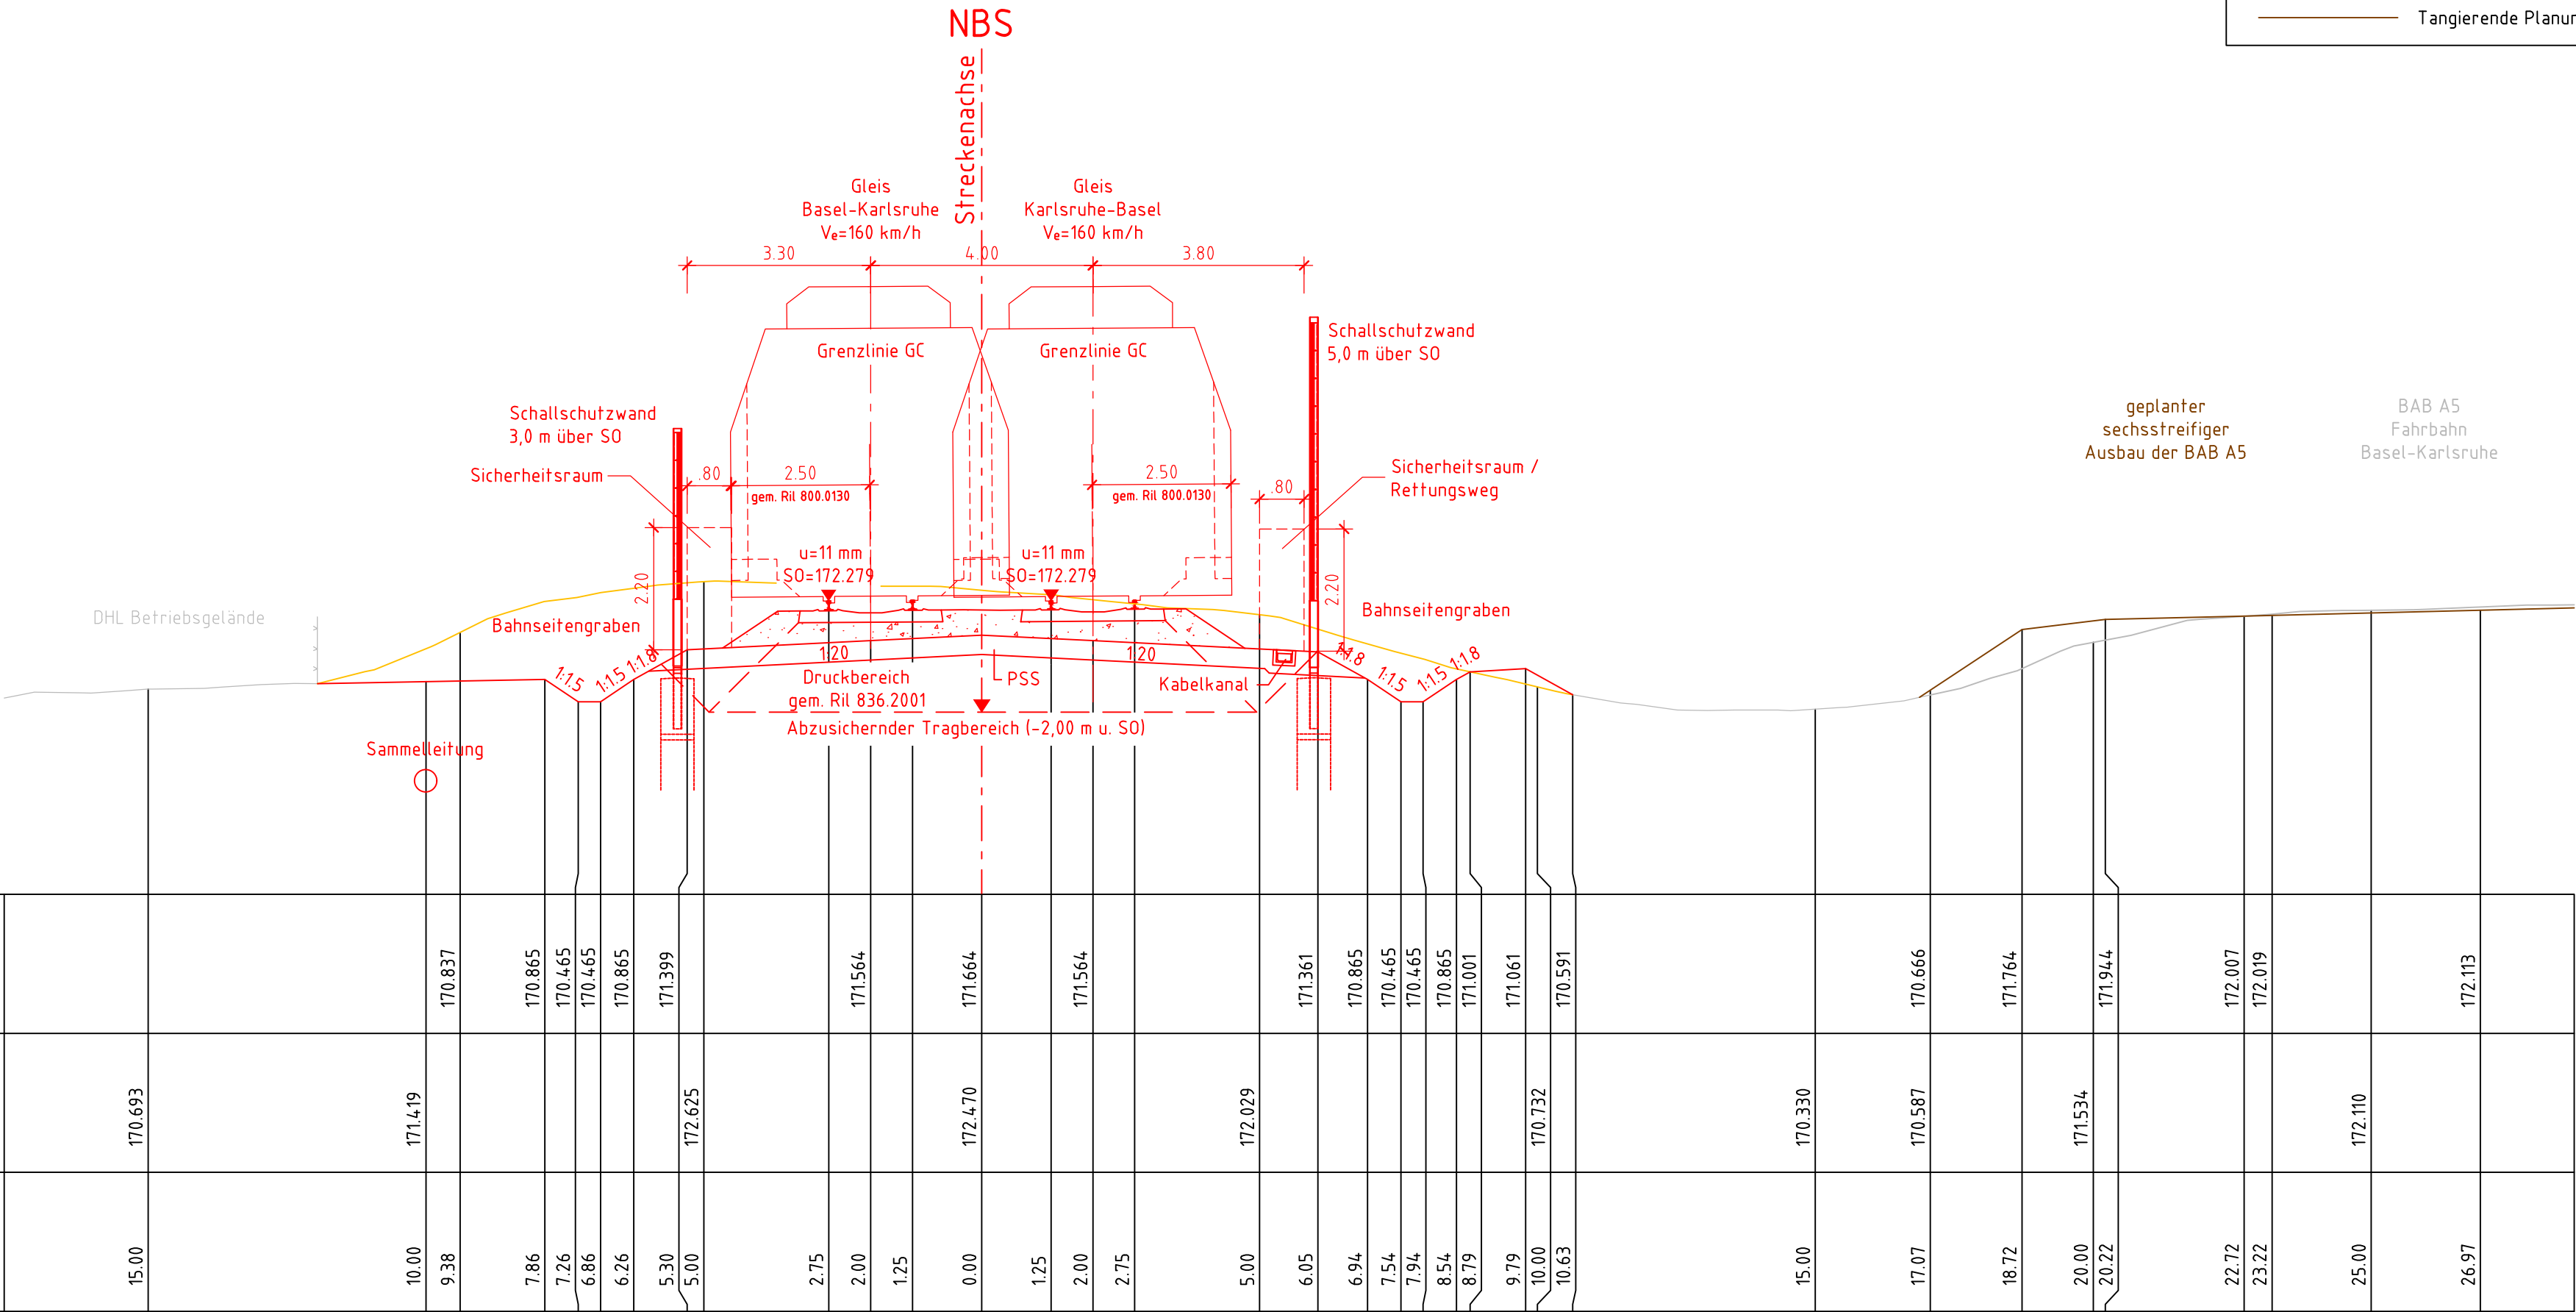 NBS
Streckenachse
Tangierende Planun
Gleis
Basel-Karlsruhe
Ve=160 km/h
Gleis
Karlsruhe-Basel
Ve=160 km/h
3.30
4.00
3.80
Grenzlinie GC
Grenzlinie GC
Schallschutzwand
5,0 m über SO
Schallschutzwand
3,0 m über SO
Sicherheitsraum
.80
2.50
gem. Ril 800.0130
2.50
gem. Ril 800.0130
.80
Sicherheitsraum /
Rettungsweg
geplanter
sechsstreifiger
Ausbau der BAB A5
BAB A5
Fahrbahn
Basel-Karlsruhe
2.20
u=11 mm
SO=172.279
u=11 mm
SO=172.279
2.20
DHL Betriebsgelände
Bahnseitengraben
Bahnseitengraben
1:1.5
1:1.5
1:1.8
1:20
1:20
1:1.8
1:1.5
1:1.5
1:1.8
Druckbereich
gem. Ril 836.2001
PSS
Kabelkanal
Abzusichernder Tragbereich (-2,00 m u. SO)
Sammelleitung
170.837
170.865
170.465
170.465
170.865
171.399
171.564
171.664
171.564
171.361
170.865
170.465
170.465
170.865
171.001
171.061
170.591
170.666
171.764
171.944
172.007
172.019
172.113
170.693
171.419
172.625
172.470
172.029
170.732
170.330
170.587
171.534
172.110
15.00
10.00
9.38
7.86
7.26
6.86
6.26
5.30
5.00
2.75
2.00
1.25
0.00
1.25
2.00
2.75
5.00
6.05
6.94
7.54
7.94
8.54
8.79
9.79
10.00
10.63
15.00
17.07
18.72
20.00
20.22
22.72
23.22
25.00
26.97